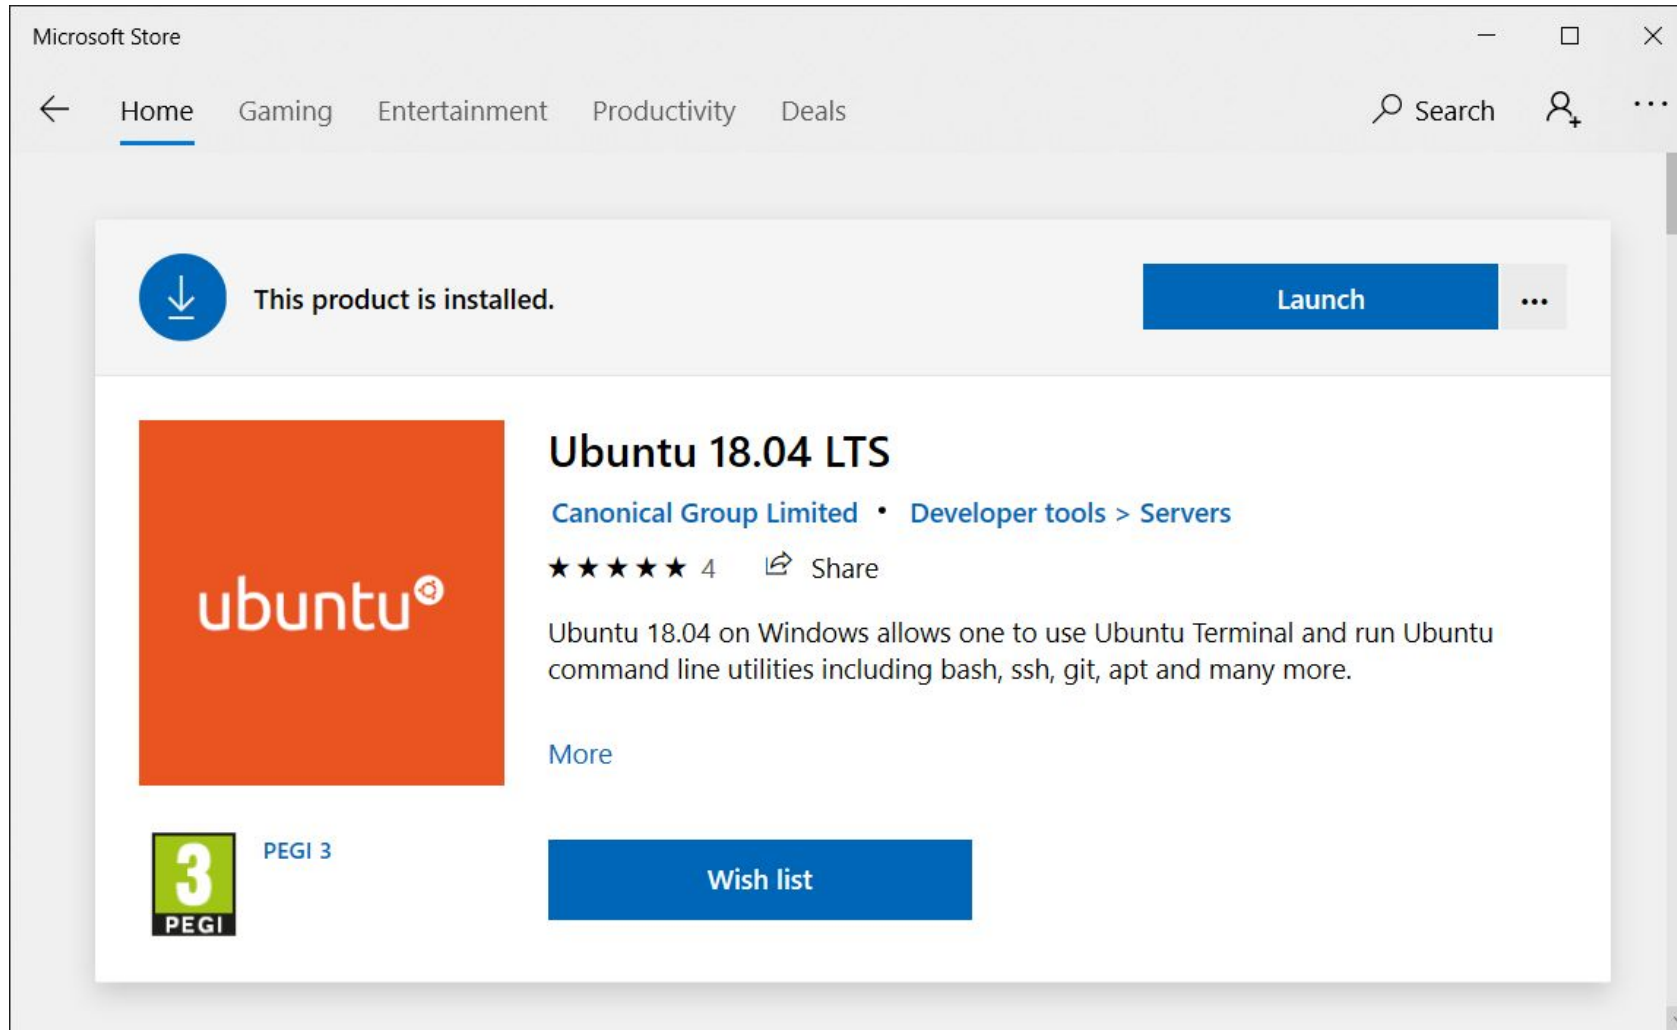 Microsoft Store
Home Gaming Entertainment Productivity Deals Search
This product is installed. Launch
ubuntu
Ubuntu 18.04 LTS
Canonical Group Limited • Developer tools > Servers
★★★★★ 4 Share
Ubuntu 18.04 on Windows allows one to use Ubuntu Terminal and run Ubuntu
command line utilities including bash, ssh, git, apt and many more.
More
3
PEGI
PEGI 3
Wish list